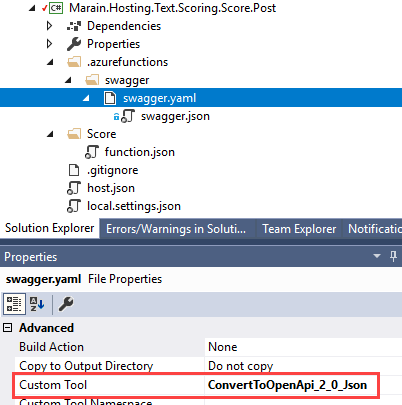 Marain.Hosting.Text.Scoring.Score.Post
Dependencies
Properties
.azurefunctions
swagger
swagger.yaml
swagger.json
Score
function.json
.gitignore
host.json
local.settings.json
Solution Explorer Errors/Warnings in Soluti... Team Explorer Notificatio
Properties
swagger.yaml File Properties
Advanced
Build Action None
Copy to Output Directory Do not copy
Custom Tool ConvertToOpenApi_2_0_Json
Custom Tool Namespace